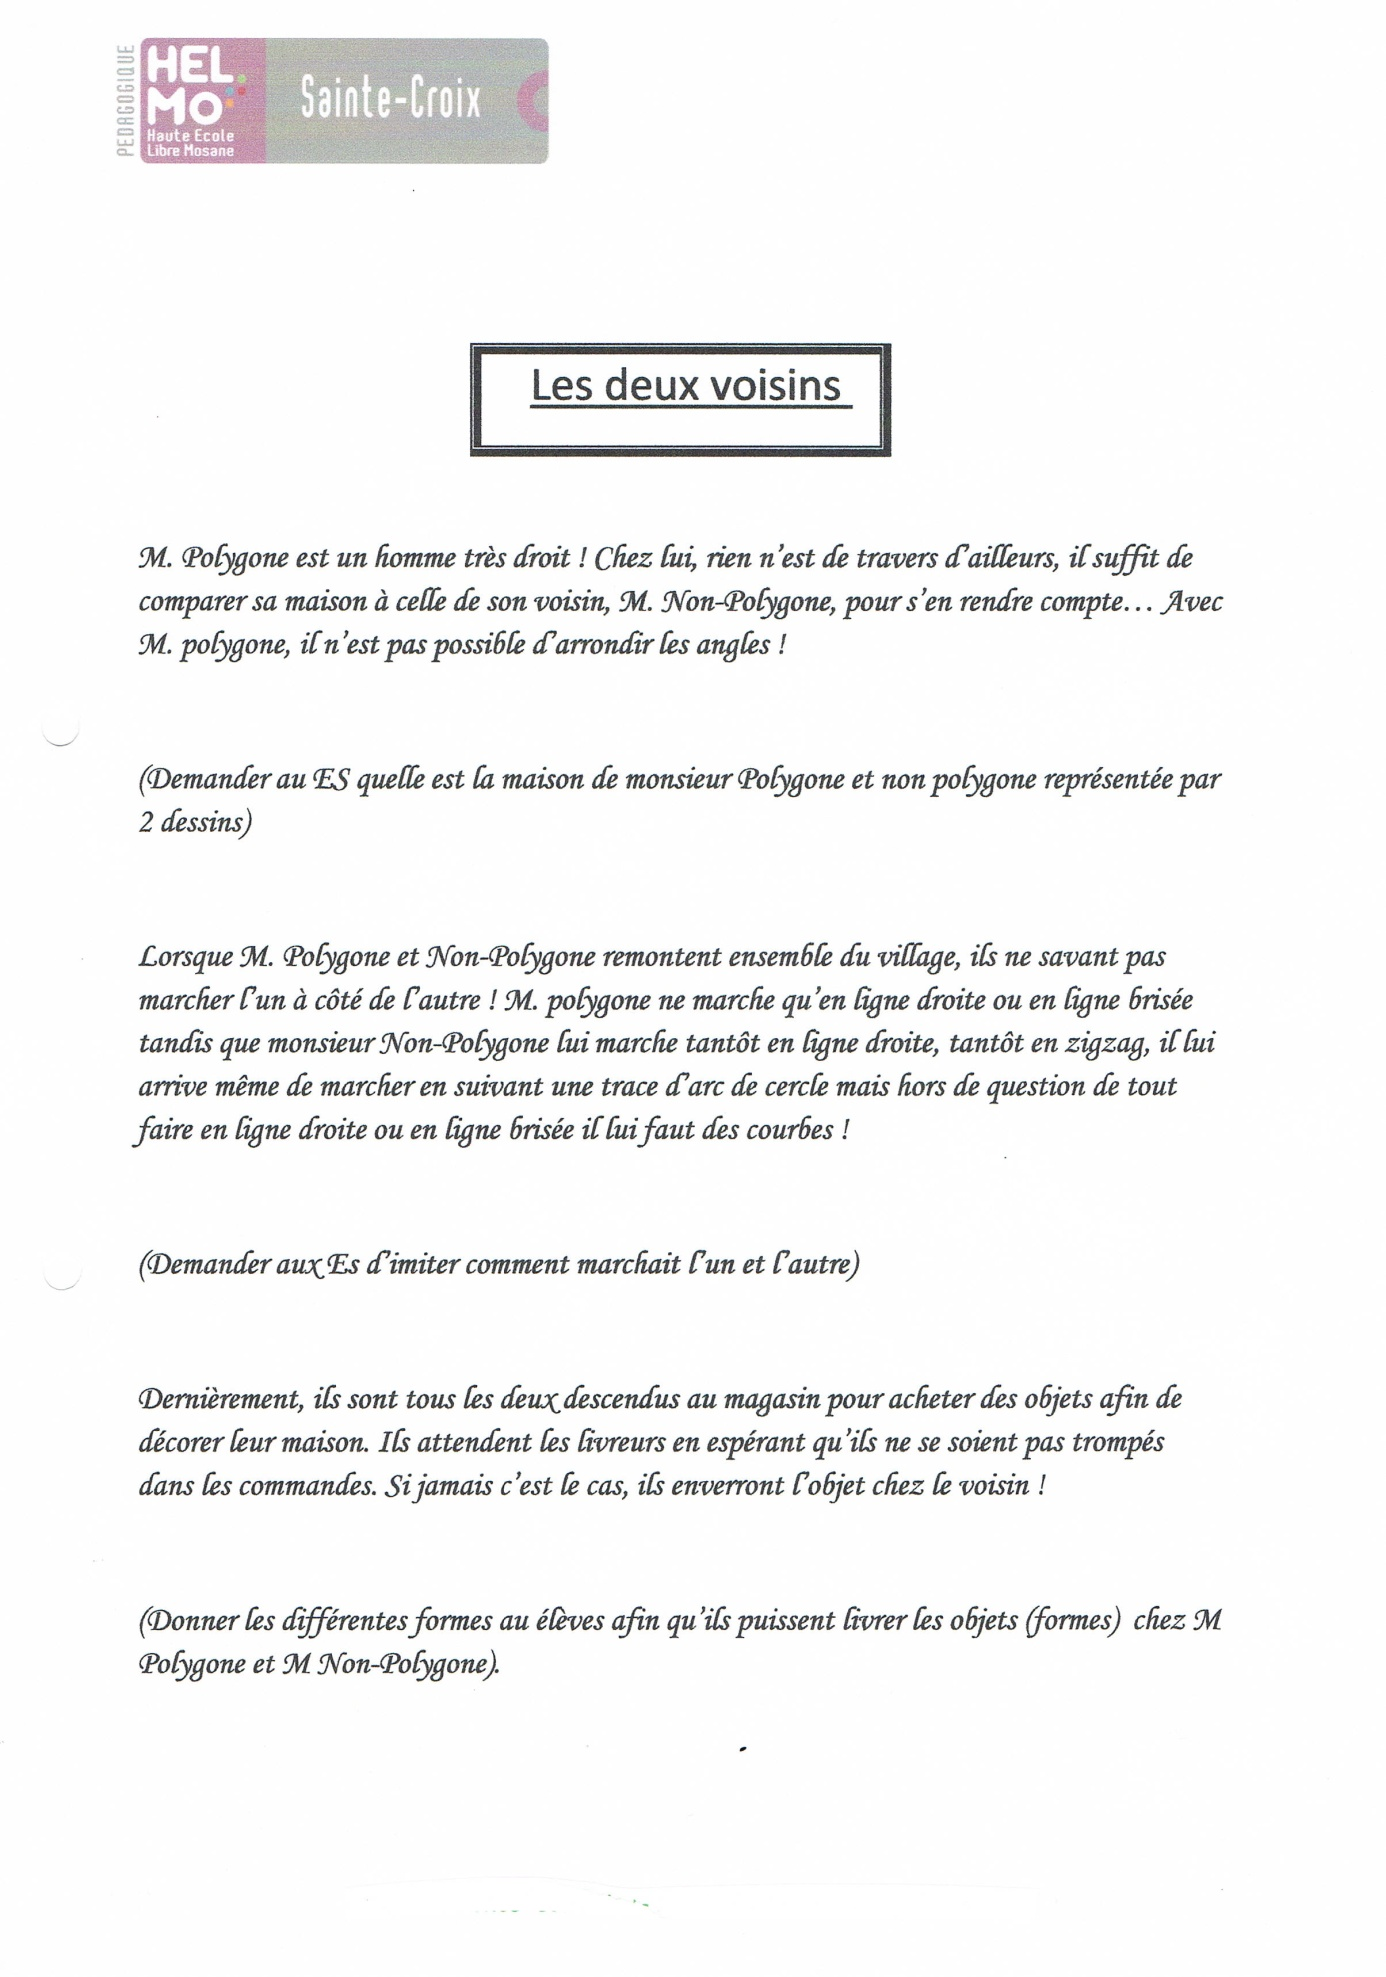 PEDAGOGIQUE
HEL
MO
Haute Ecole
Libre Mosane
Sainte-Croix
Les deux voisins
M. Polygone est un homme très droit ! Chez lui, rien n'est de travers d'ailleurs, il suffit de
comparer sa maison à celle de son voisin, M. Non-Polygone, pour s'en rendre compte... Avec
M. polygone, il n'est pas possible d'arrondir les angles !
(Demander au ES quelle est la maison de monsieur Polygone et non polygone représentée par
2 dessins)
Lorsque M. Polygone et Non-Polygone remontent ensemble du village, ils ne savant pas
marcher l'un à côté de l'autre ! M. polygone ne marche qu'en ligne droite ou en ligne brisée
tandis que monsieur Non-Polygone lui marche tantôt en ligne droite, tantôt en zigzag, il lui
arrive même de marcher en suivant une trace d'arc de cercle mais hors de question de tout
faire en ligne droite ou en ligne brisée il lui faut des courbes !
(Demander aux Es d'imiter comment marchait l'un et l'autre)
Dernièrement, ils sont tous les deux descendus au magasin pour acheter des objets afin de
décorer leur maison. Ils attendent les livreurs en espérant qu'ils ne se soient pas trompés
dans les commandes. Si jamais c'est le cas, ils enverront l'objet chez le voisin !
(Donner les différentes formes au élèves afin qu'ils puissent livrer les objets (formes) chez M
Polygone et M Non-Polygone).